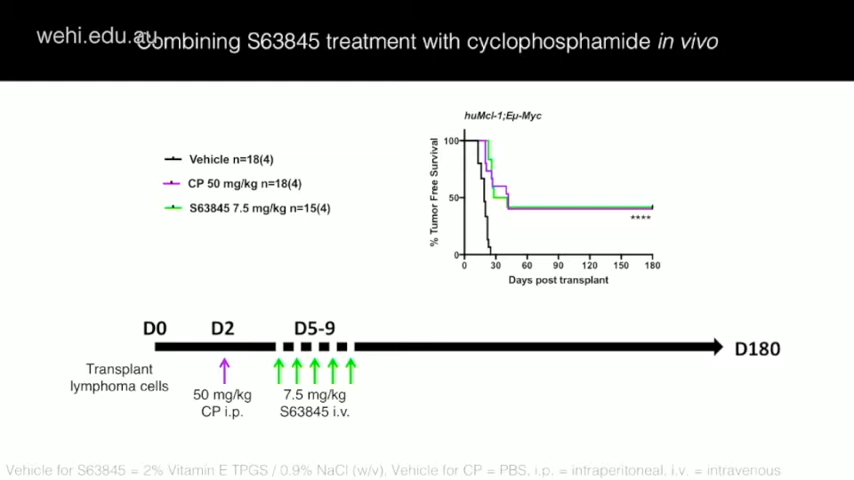 wehi.edu.au
Combining S63845 treatment with cyclophosphamide in vivo
huMcl-1;Eμ-Myc
Vehicle n=18(4)
CP 50 mg/kg n=18(4)
S63845 7.5 mg/kg n=15(4)
% Tumor Free Survival
100
50
0
****
0 30 60 90 120 150 180
Days post transplant
D0 D2 D5-9
D180
Transplant
lymphoma cells
50 mg/kg
CP i.p.
7.5 mg/kg
S63845 i.v.
Vehicle for S63845 = 2% Vitamin E TPGS / 0.9% NaCl (w/v). Vehicle for CP = PBS, i.p. = intraperitoneal, i.v. = intravenous